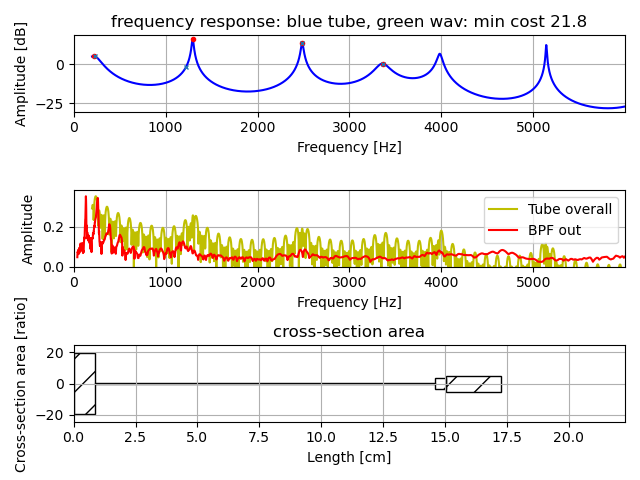 frequency response: blue tube, green wav: min cost 21.8
Amplitude [dB]
0
−25
0 1000 2000 3000 4000 5000
Frequency [Hz]
Amplitude
0.2
0.0
Tube overall
BPF out
0 1000 2000 3000 4000 5000
Frequency [Hz]
cross-section area
Cross-section area [ratio]
20
0
−20
0.0 2.5 5.0 7.5 10.0 12.5 15.0 17.5 20.0
Length [cm]